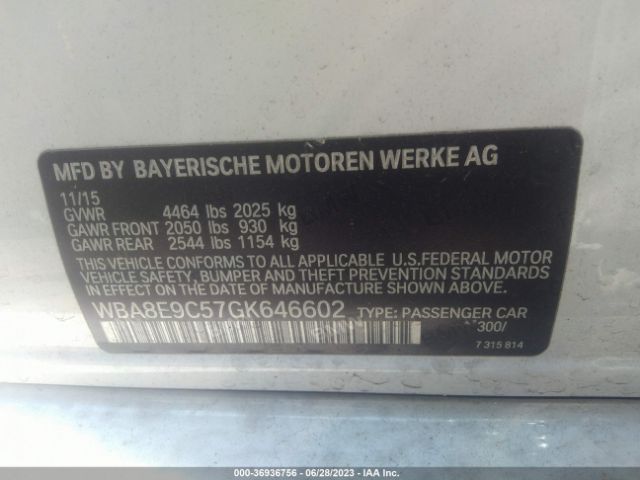 MFD BY BAYERISCHE MOTOREN WERKE AG
11/15
GVWR 4464 lbs 2025 kg
GAWR FRONT 2050 lbs 930 kg
GAWR REAR 2544 lbs 1154 kg
THIS VEHICLE CONFORMS TO ALL APPLICABLE U.S.FEDERAL MOTOR
VEHICLE SAFETY, BUMPER AND THEFT PREVENTION STANDARDS
IN EFFECT ON THE DATE OF MANUFACTURE SHOWN ABOVE.
WBA8E9C57GK646602 TYPE: PASSENGER CAR
300/
7 315 814
000-36936756 - 06/28/2023 - IAA Inc.